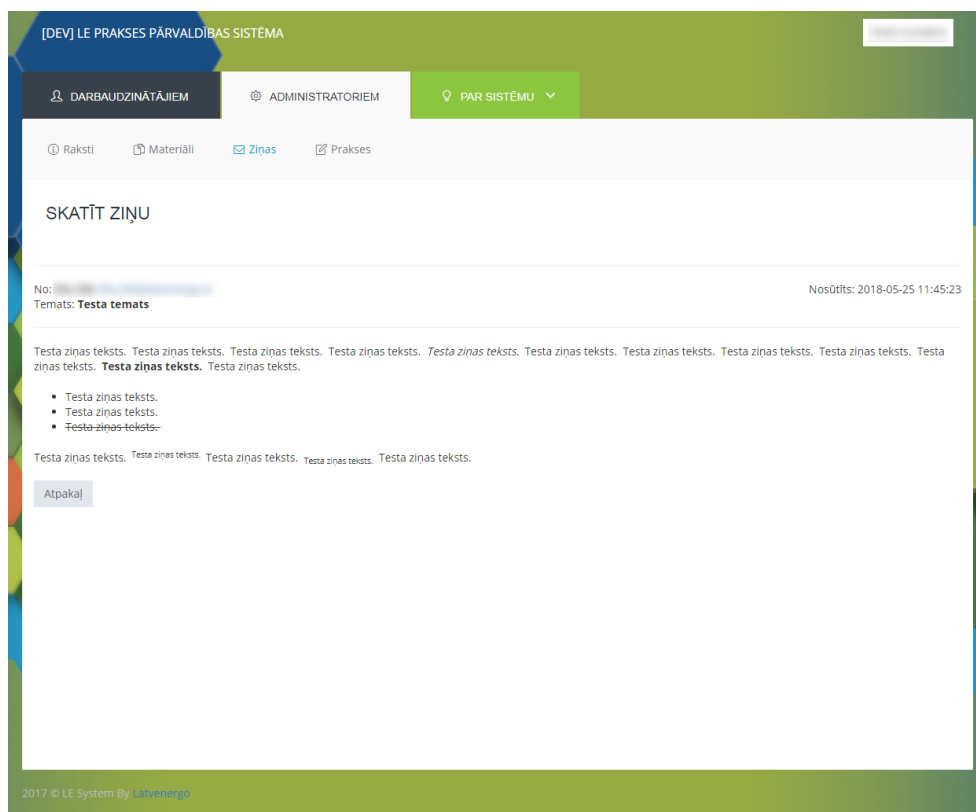 [DEV] LE PRAKSES PĀRVALDĪBAS SISTĒMA
DARBAUDZINĀTĀJIEM ADMINISTRATORIEM PAR SISTĒMU
Raksti Materiāli Ziņas Prakses
SKATĪT ZIŅU
No: Nosūtīts: 2018-05-25 11:45:23
Temats: Testa temats
Testa ziņas teksts. Testa ziņas teksts. Testa ziņas teksts. Testa ziņas teksts. Testa ziņas teksts. Testa ziņas teksts. Testa ziņas teksts. Testa ziņas teksts. Testa ziņas teksts. Testa
ziņas teksts. Testa ziņas teksts. Testa ziņas teksts.
Testa ziņas teksts.
Testa ziņas teksts.
Testa ziņas teksts.
Testa ziņas teksts. Testa ziņas teksts. Testa ziņas teksts. Testa ziņas teksts. Testa ziņas teksts.
Atpakaļ
2017 © LE System By Latvenergo